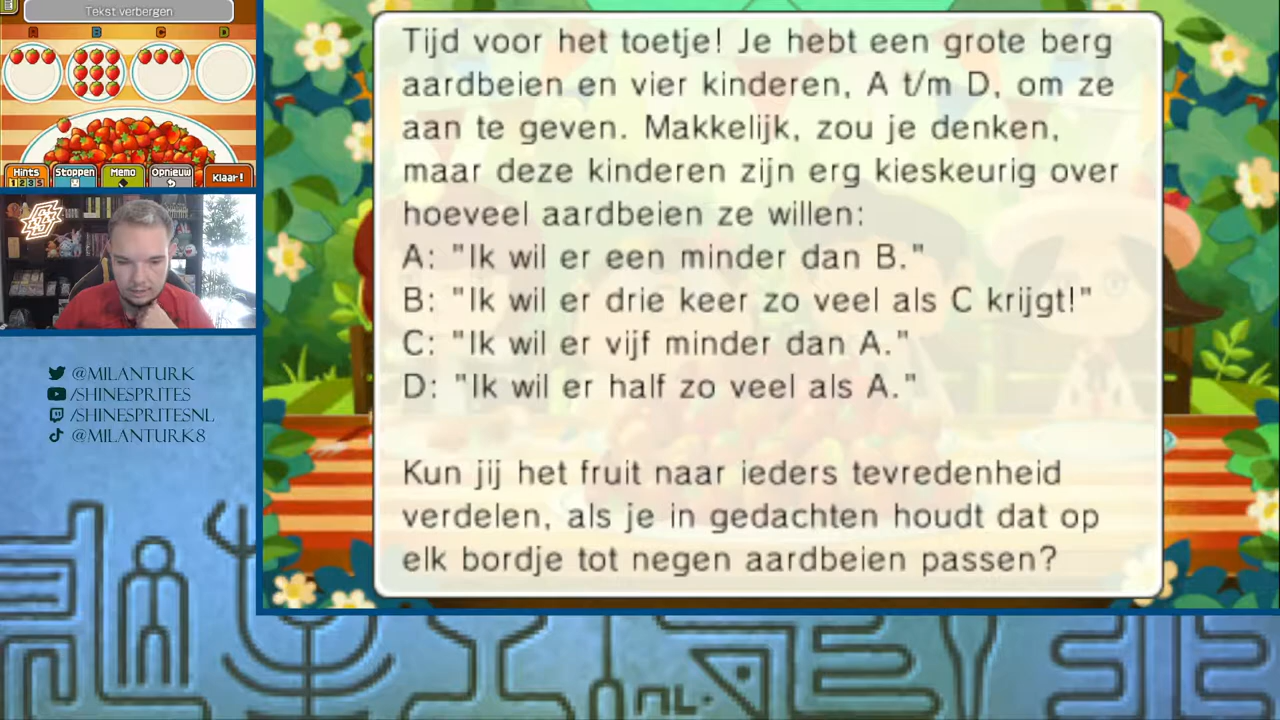 Tekst verbergen
A B C D
Hints
1 2 3 S
Stoppen
Memo
Opnieuw
Klaar!
Tijd voor het toetje! Je hebt een grote berg
aardbeien en vier kinderen, A t/m D, om ze
aan te geven. Makkelijk, zou je denken,
maar deze kinderen zijn erg kieskeurig over
hoeveel aardbeien ze willen:
A: "Ik wil er een minder dan B."
B: "Ik wil er drie keer zo veel als C krijgt!"
C: "Ik wil er vijf minder dan A."
D: "Ik wil er half zo veel als A."
Kun jij het fruit naar ieders tevredenheid
verdelen, als je in gedachten houdt dat op
elk bordje tot negen aardbeien passen?
@MILANTURK
/SHINESPRITES
/SHINESPRITESNL
@MILANTURK8